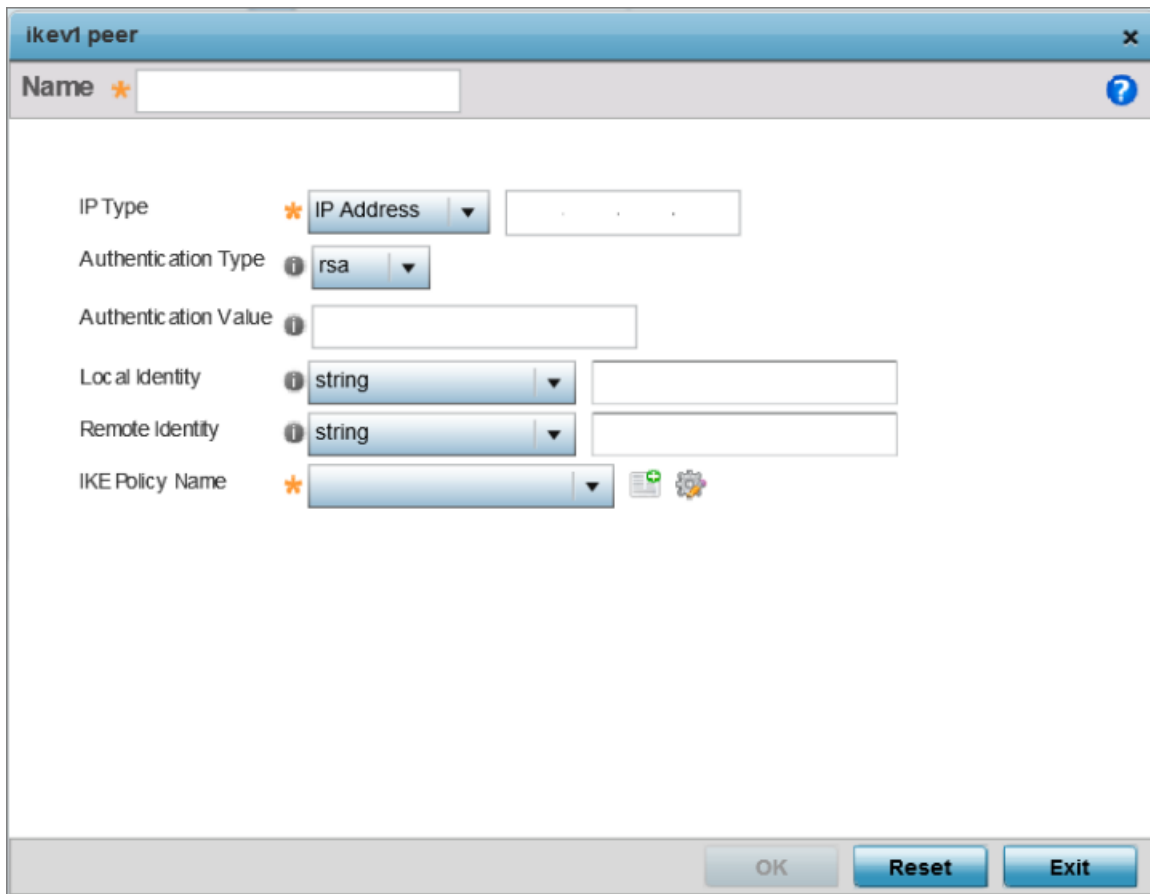 ikev1 peer
Name
IP Type IP Address
Authentication Type rsa
Authentication Value
Local Identity string
Remote Identity string
IKE Policy Name
OK Reset Exit